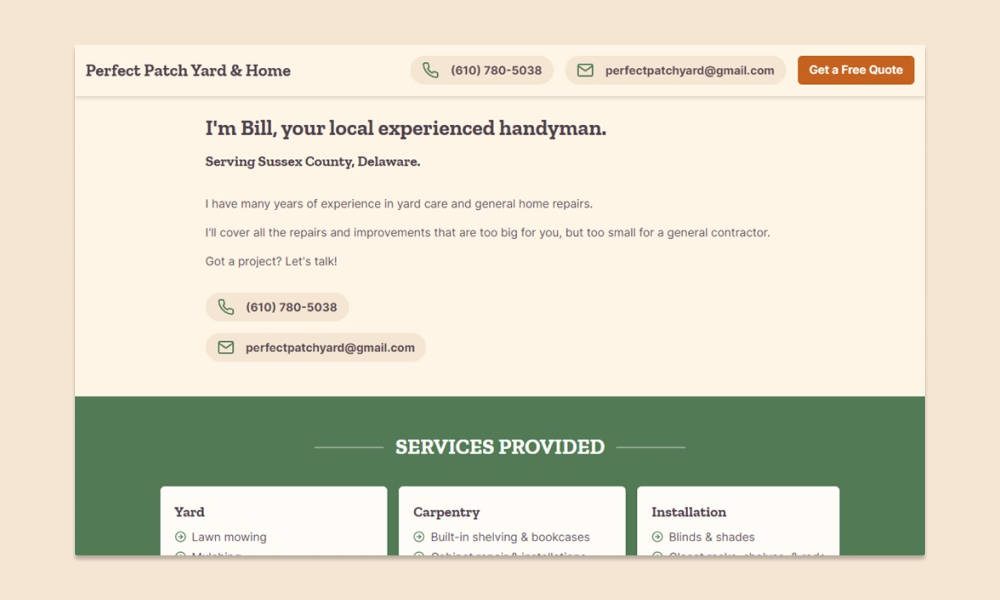 Perfect Patch Yard & Home
(610) 780-5038
perfectpatchyard@gmail.com
Get a Free Quote
I'm Bill, your local experienced handyman.
Serving Sussex County, Delaware.
I have many years of experience in yard care and general home repairs.
I'll cover all the repairs and improvements that are too big for you, but too small for a general contractor.
Got a project? Let's talk!
(610) 780-5038
perfectpatchyard@gmail.com
SERVICES PROVIDED
Yard
Lawn mowing
Carpentry
Built-in shelving & bookcases
Installation
Blinds & shades